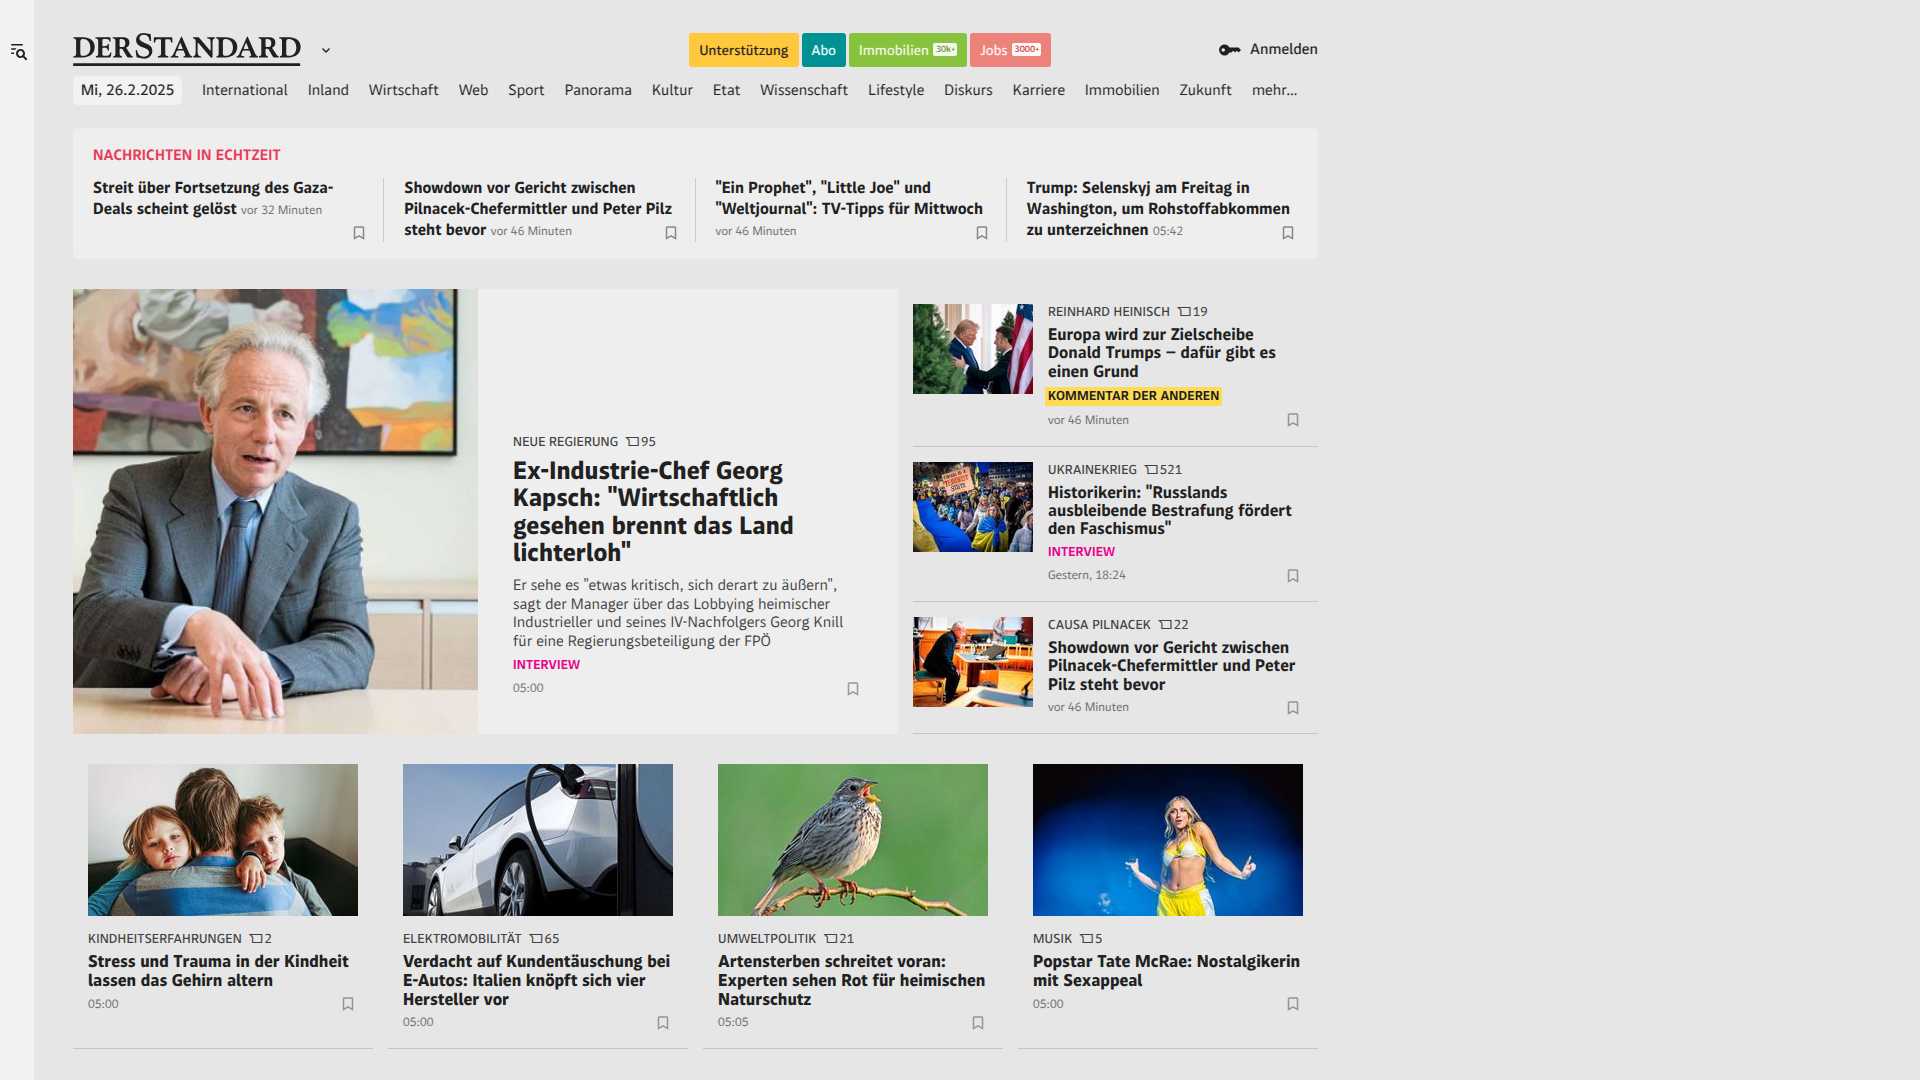 DERSTANDARD
Unterstützung
Abo
Immobilien 30k+
Jobs 3000+
Anmelden
Mi, 26.2.2025
International
Inland
Wirtschaft
Web
Sport
Panorama
Kultur
Etat
Wissenschaft
Lifestyle
Diskurs
Karriere
Immobilien
Zukunft
mehr...
NACHRICHTEN IN ECHTZEIT
Streit über Fortsetzung des Gaza-
Deals scheint gelöst vor 32 Minuten
Showdown vor Gericht zwischen
Pilnacek-Chefermittler und Peter Pilz
steht bevor vor 46 Minuten
"Ein Prophet", "Little Joe" und
"Weltjournal": TV-Tipps für Mittwoch
vor 46 Minuten
Trump: Selenskyj am Freitag in
Washington, um Rohstoffabkommen
zu unterzeichnen 05:42
NEUE REGIERUNG 95
Ex-Industrie-Chef Georg
Kapsch: "Wirtschaftlich
gesehen brennt das Land
lichterloh"
Er sehe es "etwas kritisch, sich derart zu äußern",
sagt der Manager über das Lobbying heimischer
Industrieller und seines IV-Nachfolgers Georg Knill
für eine Regierungsbeteiligung der FPÖ
INTERVIEW
05:00
REINHARD HEINISCH 19
Europa wird zur Zielscheibe
Donald Trumps – dafür gibt es
einen Grund
KOMMENTAR DER ANDEREN
vor 46 Minuten
UKRAINEKRIEG 521
Historikerin: "Russlands
ausbleibende Bestrafung fördert
den Faschismus"
INTERVIEW
Gestern, 18:24
CAUSA PILNACEK 22
Showdown vor Gericht zwischen
Pilnacek-Chefermittler und Peter
Pilz steht bevor
vor 46 Minuten
KINDHEITSERFAHRUNGEN 2
Stress und Trauma in der Kindheit
lassen das Gehirn altern
05:00
ELEKTROMOBILITÄT 65
Verdacht auf Kundentäuschung bei
E-Autos: Italien knöpft sich vier
Hersteller vor
05:00
UMWELTPOLITIK 21
Artensterben schreitet voran:
Experten sehen Rot für heimischen
Naturschutz
05:05
MUSIK 5
Popstar Tate McRae: Nostalgikerin
mit Sexappeal
05:00